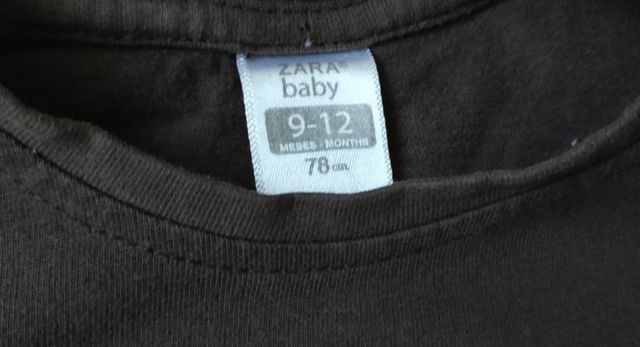 ZARA®
baby
9-12
MESES - MONTHS
78 cm